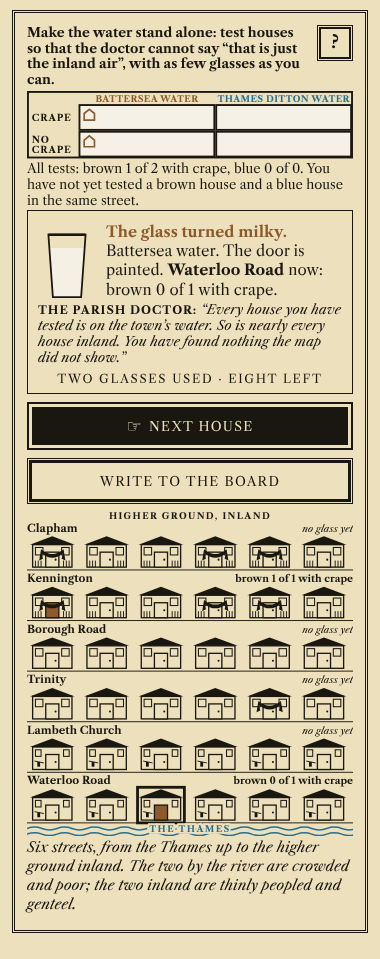 Make the water stand alone: test houses
so that the doctor cannot say “that is just
the inland air”, with as few glasses as you
can.
?
BATTERSEA WATER THAMES DITTON WATER
CRAPE
NO
CRAPE
All tests: brown 1 of 2 with crape, blue 0 of 0. You
have not yet tested a brown house and a blue house
in the same street.
The glass turned milky.
Battersea water. The door is
painted. Waterloo Road now:
brown 0 of 1 with crape.
THE PARISH DOCTOR: “Every house you have
tested is on the town’s water. So is nearly every
house inland. You have found nothing the map
did not show.”
TWO GLASSES USED · EIGHT LEFT
☞ NEXT HOUSE
WRITE TO THE BOARD
HIGHER GROUND, INLAND
Clapham no glass yet
Kennington brown 1 of 1 with crape
Borough Road no glass yet
Trinity no glass yet
Lambeth Church no glass yet
Waterloo Road brown 0 of 1 with crape
THE THAMES
Six streets, from the Thames up to the higher
ground inland. The two by the river are crowded
and poor; the two inland are thinly peopled and
genteel.